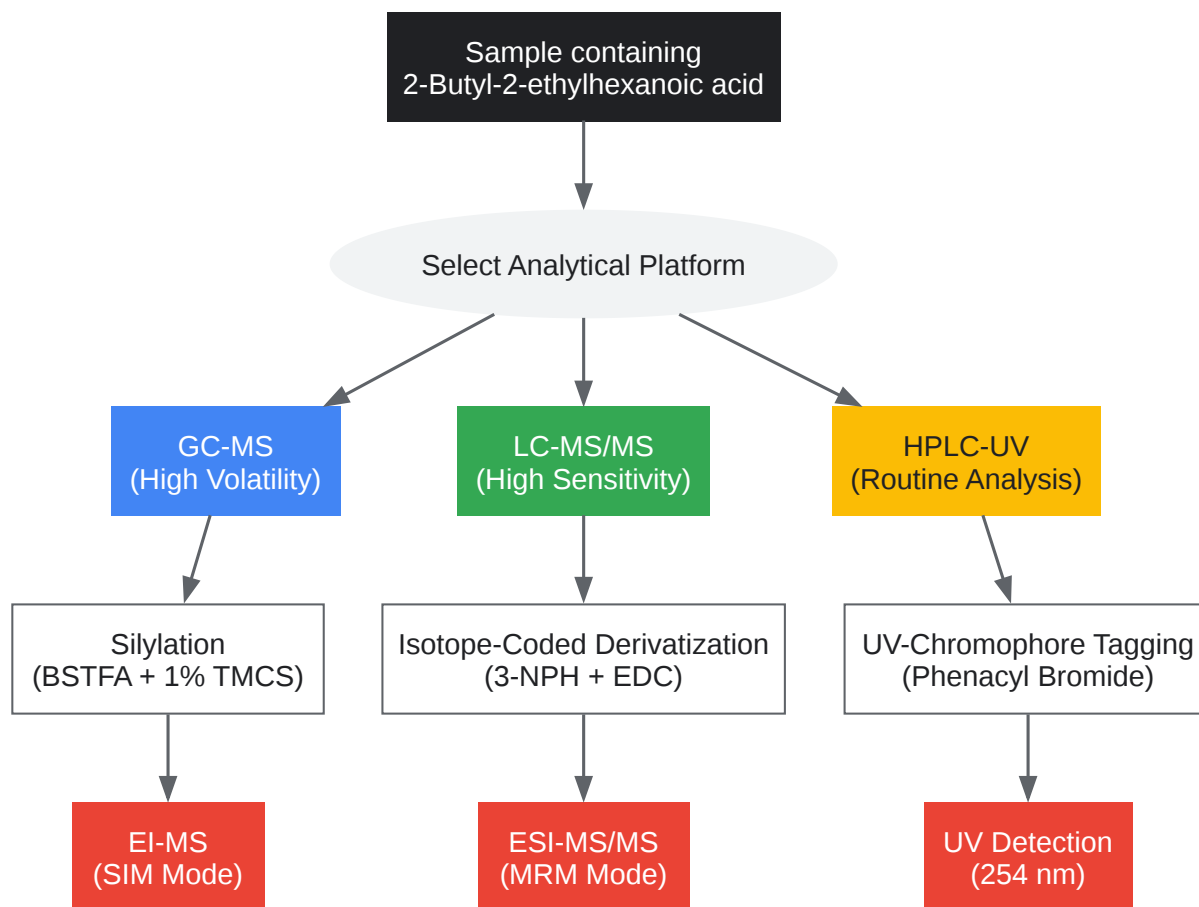 Sample containing
2-Butyl-2-ethylhexanoic acid
Select Analytical Platform
GC-MS
(High Volatility)
LC-MS/MS
(High Sensitivity)
HPLC-UV
(Routine Analysis)
Silylation
(BSTFA + 1% TMCS)
Isotope-Coded Derivatization
(3-NPH + EDC)
UV-Chromophore Tagging
(Phenacyl Bromide)
EI-MS
(SIM Mode)
ESI-MS/MS
(MRM Mode)
UV Detection
(254 nm)